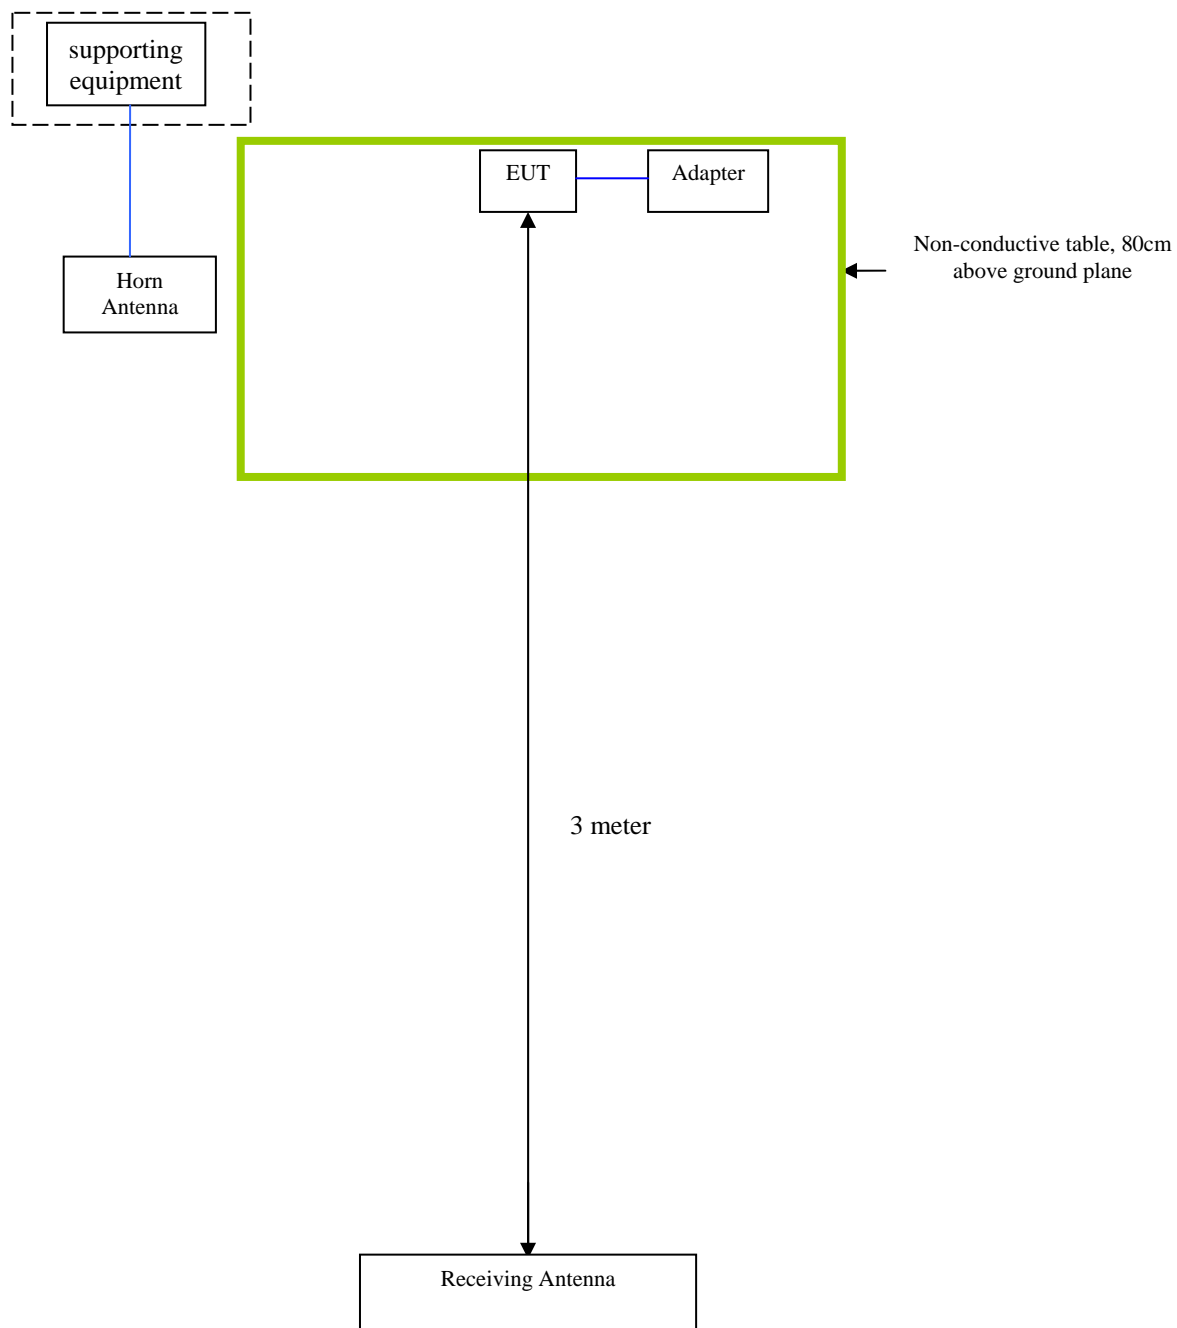 supporting
equipment
EUT
Adapter
Non-conductive table, 80cm
above ground plane
Horn
Antenna
3 meter
Receiving Antenna